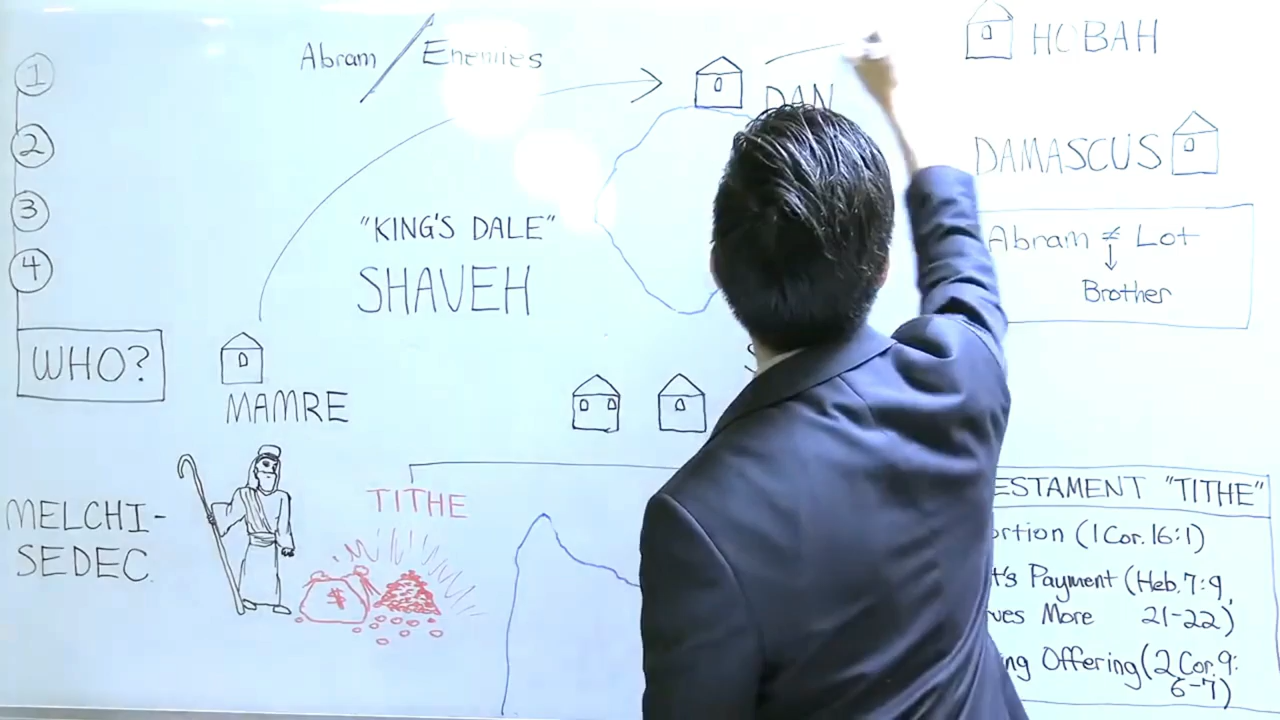 1
2
3
4
WHO?
Abram / Enemies
"KING'S DALE"
SHAVEH
MAMRE
MELCHI-
SEDEC
TITHE
$
DAN
HOBAH
DAMASCUS
Abram ≠ Lot
↓
Brother
ESTAMENT "TITHE"
ortion (1 Cor. 16:1)
t's Payment (Heb. 7:9,
ves More 21-22)
ng Offering (2 Cor. 9:
6-7)